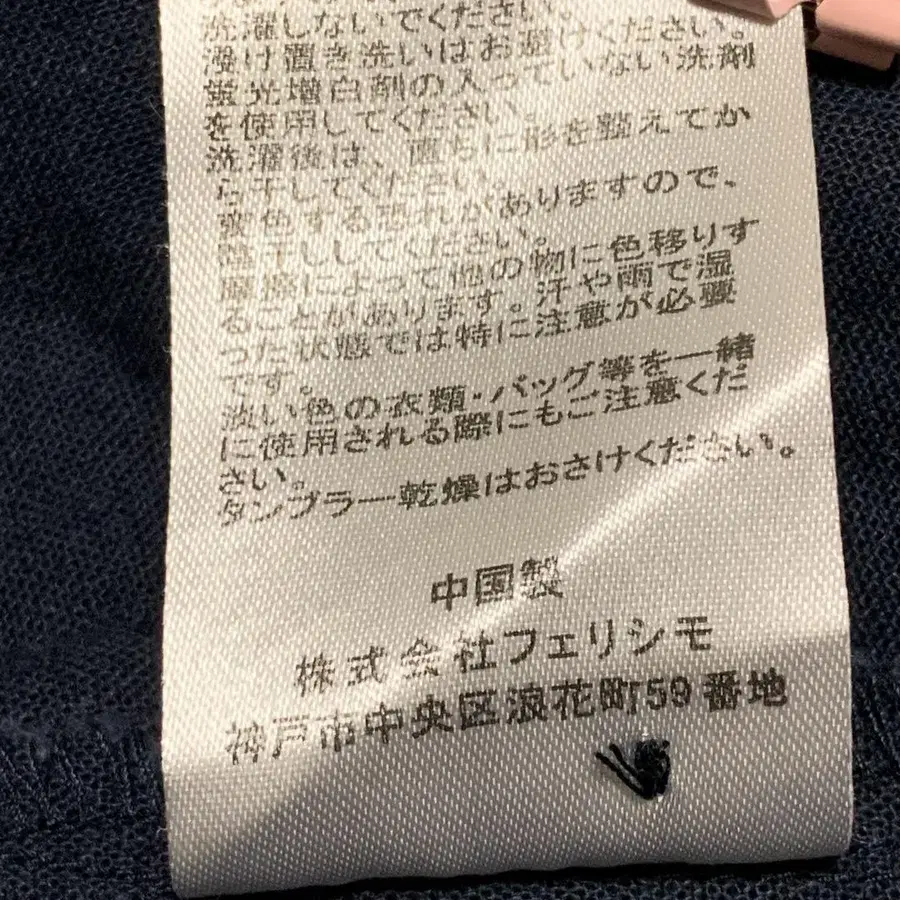 洗濯しないでください。
浸け置き洗いはお避けください。
蛍光増白剤の入っていない洗剤
を使用してください。
洗濯後は、直ちに形を整えてか
ら干してください。
変色する恐れがありますので、
陰干ししてください。
摩擦によって他の物に色移りす
ることがあります。汗や雨で湿
った状態では特に注意が必要
です。
淡い色の衣類・バッグ等を一緒
に使用される際にもご注意くだ
さい。
タンブラー乾燥はおさけください。
中国製
株式会社フェリシモ
神戸市中央区浪花町59番地